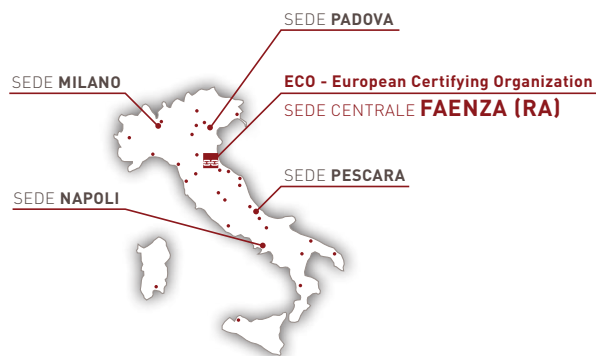 SEDE PADOVA
SEDE MILANO
ECO - European Certifying Organization
SEDE CENTRALE FAENZA (RA)
SEDE PESCARA
SEDE NAPOLI